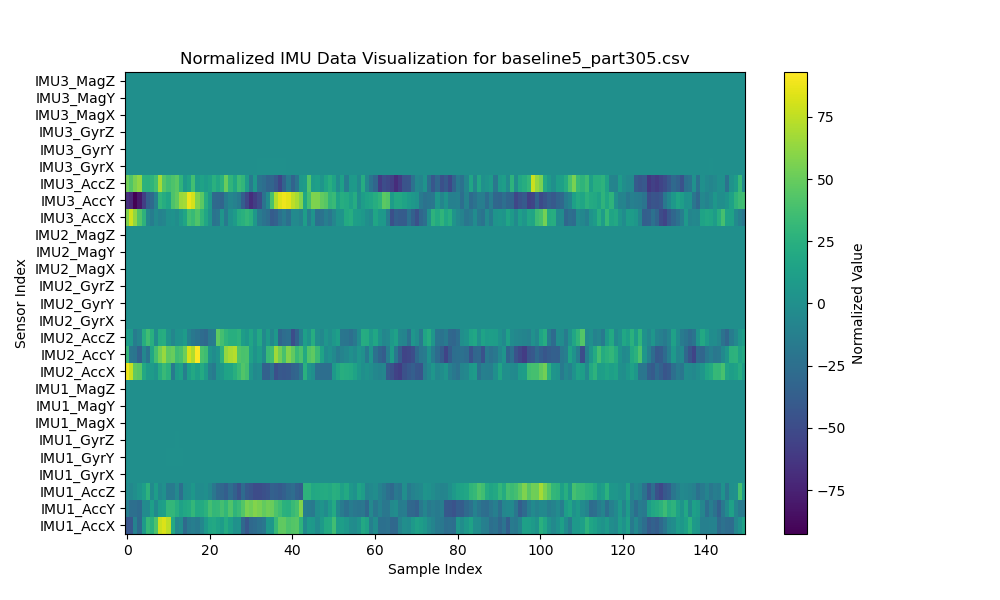 Normalized IMU Data Visualization for baseline5_part305.csv
IMU3_MagZ
IMU3_MagY
IMU3_MagX
IMU3_GyrZ
IMU3_GyrY
IMU3_GyrX
IMU3_AccZ
IMU3_AccY
IMU3_AccX
IMU2_MagZ
IMU2_MagY
IMU2_MagX
IMU2_GyrZ
IMU2_GyrY
IMU2_GyrX
IMU2_AccZ
IMU2_AccY
IMU2_AccX
IMU1_MagZ
IMU1_MagY
IMU1_MagX
IMU1_GyrZ
IMU1_GyrY
IMU1_GyrX
IMU1_AccZ
IMU1_AccY
IMU1_AccX
Sensor Index
0 20 40 60 80 100 120 140
Sample Index
75
50
25
0
−25
−50
−75
Normalized Value